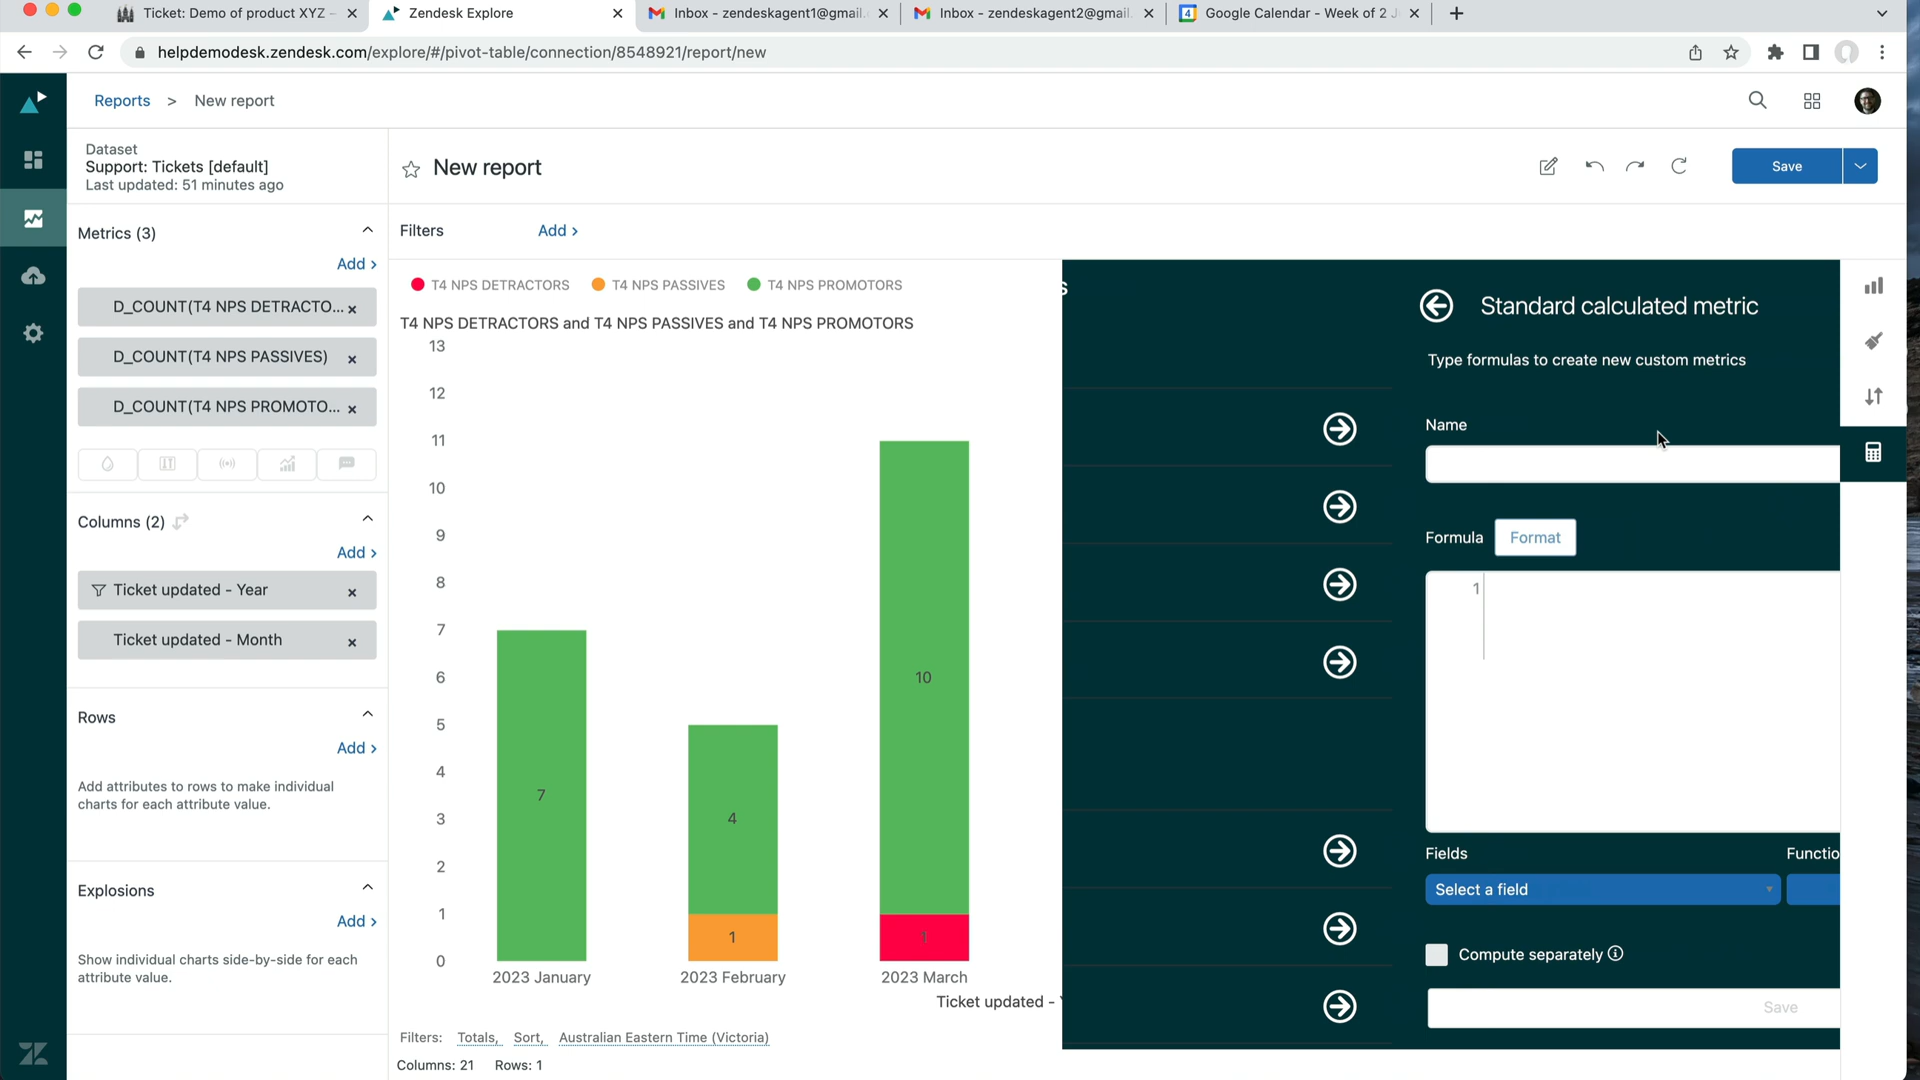 Ticket: Demo of product XYZ –
Zendesk Explore
Inbox - zendeskagent1@gmail.
Inbox - zendeskagent2@gmail.
4
Google Calendar - Week of 2 J
helpdemodesk.zendesk.com/explore/#/pivot-table/connection/8548921/report/new
Reports > New report
Dataset
Support: Tickets [default]
Last updated: 51 minutes ago
New report
Save
Metrics (3)
Add >
D_COUNT(T4 NPS DETRACTO...
D_COUNT(T4 NPS PASSIVES)
D_COUNT(T4 NPS PROMOTO...
Columns (2)
Add >
Ticket updated - Year
Ticket updated - Month
Rows
Add >
Add attributes to rows to make individual
charts for each attribute value.
Explosions
Add >
Show individual charts side-by-side for each
attribute value.
Filters
Add >
T4 NPS DETRACTORS
T4 NPS PASSIVES
T4 NPS PROMOTORS
T4 NPS DETRACTORS and T4 NPS PASSIVES and T4 NPS PROMOTORS
13
12
11
10
9
8
7
6
5
4
3
2
1
0
7
4
1
10
1
2023 January
2023 February
2023 March
Ticket updated -
Filters: Totals, Sort, Australian Eastern Time (Victoria)
Columns: 21 Rows: 1
s
Standard calculated metric
Type formulas to create new custom metrics
Name
Formula
Format
1
Fields
Functio
Select a field
Compute separately
Save